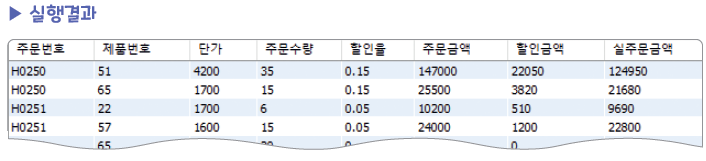 ▶ 실행결과
주문번호 제품번호 단가 주문수량 할인율 주문금액 할인금액 실주문금액
H0250 51 4200 35 0.15 147000 22050 124950
H0250 65 1700 15 0.15 25500 3820 21680
H0251 22 1700 6 0.05 10200 510 9690
H0251 57 1600 15 0.05 24000 1200 22800
65